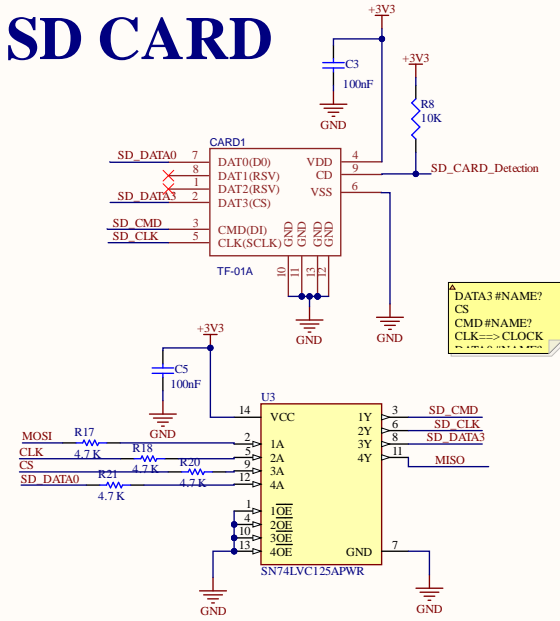 SD CARD
+3V3
C3
100nF
GND
+3V3
R8
10K
CARD1
SD_DATA0
7
DAT0(D0)
VDD
4
8
DAT1(RSV)
CD
9
SD_CARD_Detection
1
DAT2(RSV)
VSS
6
SD_DATA3
2
DAT3(CS)
SD_CMD
3
CMD(DI)
SD_CLK
5
CLK(SCLK)
GND
GND
GND
GND
10
11
13
12
TF-01A
GND
GND
DATA3 #NAME?
CS
CMD #NAME?
CLK==>CLOCK
+3V3
C5
100nF
GND
U3
14
VCC
1Y
3
SD_CMD
2Y
6
SD_CLK
MOSI
R17
4.7 K
2
1A
3Y
8
SD_DATA3
CLK
R18
4.7 K
5
2A
4Y
11
MISO
CS
R20
4.7K
9
3A
SD_DATA0
R21
4.7 K
12
4A
1
1OE
4
2OE
10
3OE
13
4OE
GND
7
SN74LVC125APWR
GND
GND